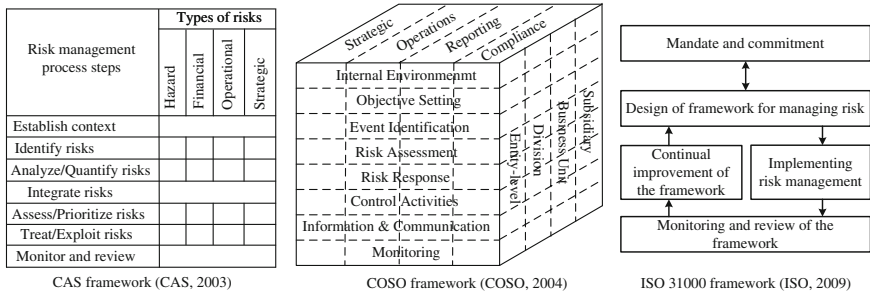 Types of risks
Risk management
process steps
Hazard
Financial
Operational
Strategic
Establish context
Identify risks
Analyze/Quantify risks
Integrate risks
Assess/Prioritize risks
Treat/Exploit risks
Monitor and review
CAS framework (CAS, 2003)
Strategic
Operations
Reporting
Compliance
Internal Environmenmt
Objective Setting
Event Identification
Risk Assessment
Risk Response
Control Activities
Information & Communication
Monitoring
Entity-level
Division
Business Unit
Subsidiary
COSO framework (COSO, 2004)
Mandate and commitment
Design of framework for managing risk
Continual
improvement of
the framework
Implementing
risk management
Monitoring and review of the
framework
ISO 31000 framework (ISO, 2009)